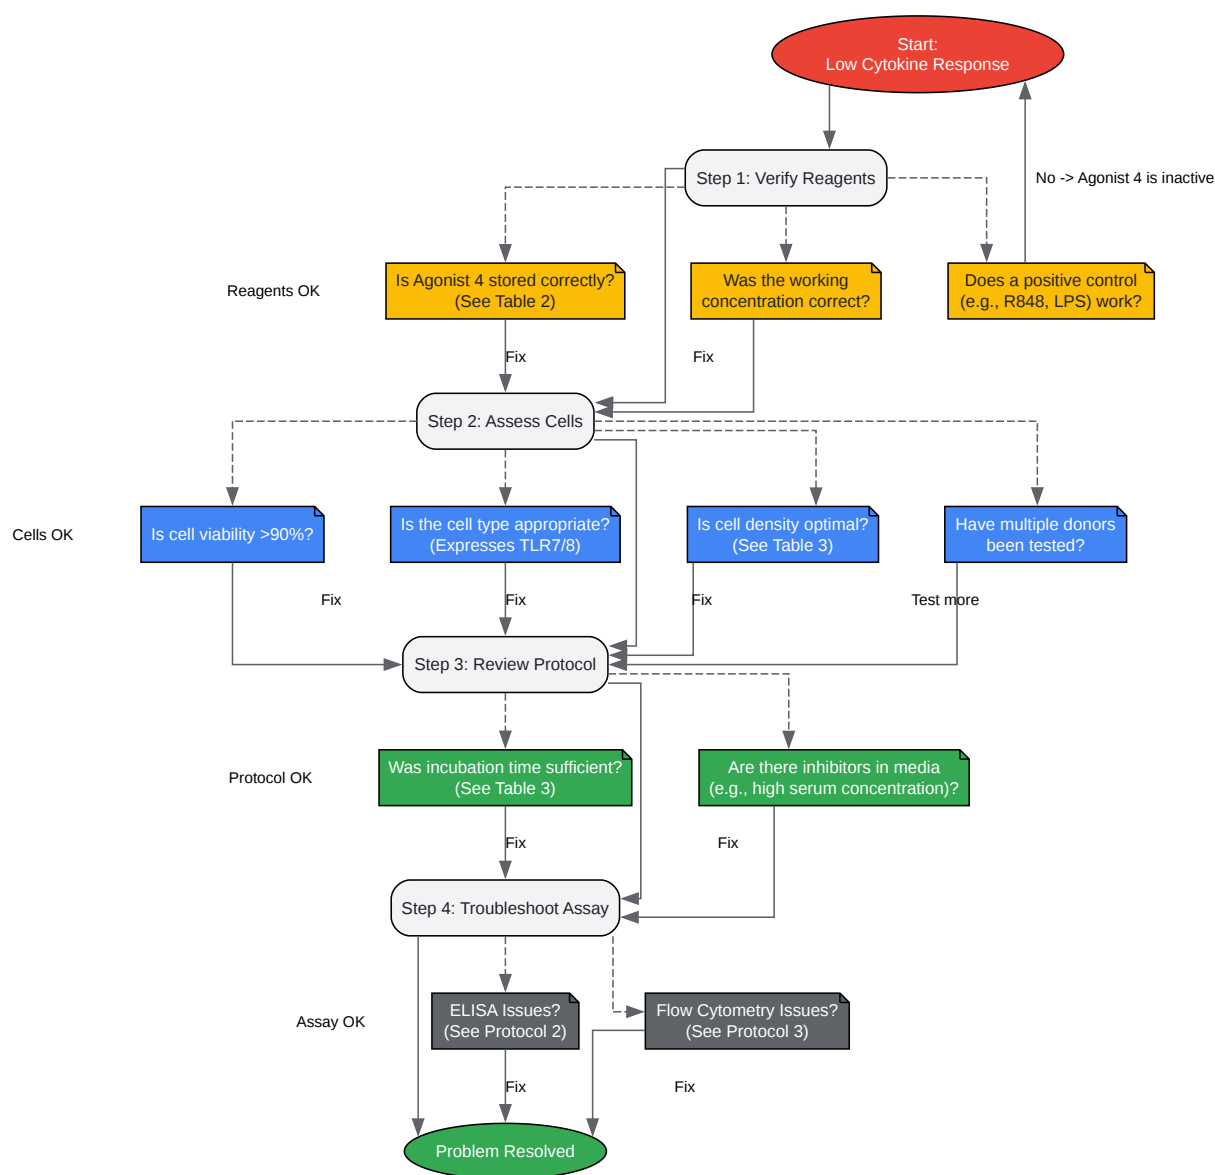 Start:
Low Cytokine Response
Step 1: Verify Reagents
No -> Agonist 4 is inactive
Reagents OK
Is Agonist 4 stored correctly?
(See Table 2)
Was the working
concentration correct?
Does a positive control
(e.g., R848, LPS) work?
Fix
Fix
Step 2: Assess Cells
Cells OK
Is cell viability >90%?
Is the cell type appropriate?
(Expresses TLR7/8)
Is cell density optimal?
(See Table 3)
Have multiple donors
been tested?
Fix
Fix
Fix
Test more
Step 3: Review Protocol
Protocol OK
Was incubation time sufficient?
(See Table 3)
Are there inhibitors in media
(e.g., high serum concentration)?
Fix
Fix
Step 4: Troubleshoot Assay
Assay OK
ELISA Issues?
(See Protocol 2)
Flow Cytometry Issues?
(See Protocol 3)
Fix
Fix
Problem Resolved